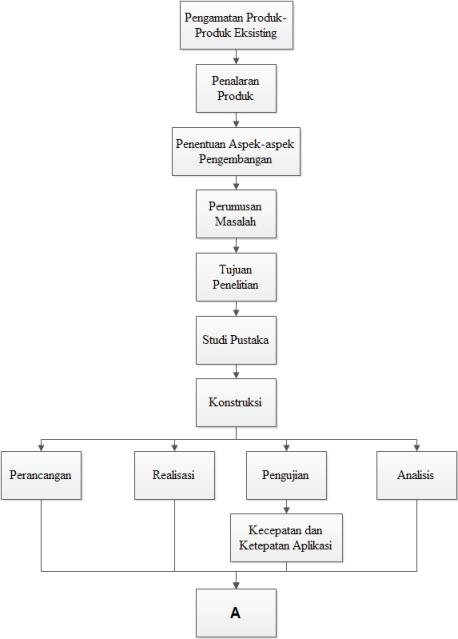 Pengamatan Produk-
Produk Eksisting
Penalaran
Produk
Penentuan Aspek-aspek
Pengembangan
Perumusan
Masalah
Tujuan
Penelitian
Studi Pustaka
Konstruksi
Perancangan
Realisasi
Pengujian
Analisis
Kecepatan dan
Ketepatan Aplikasi
A